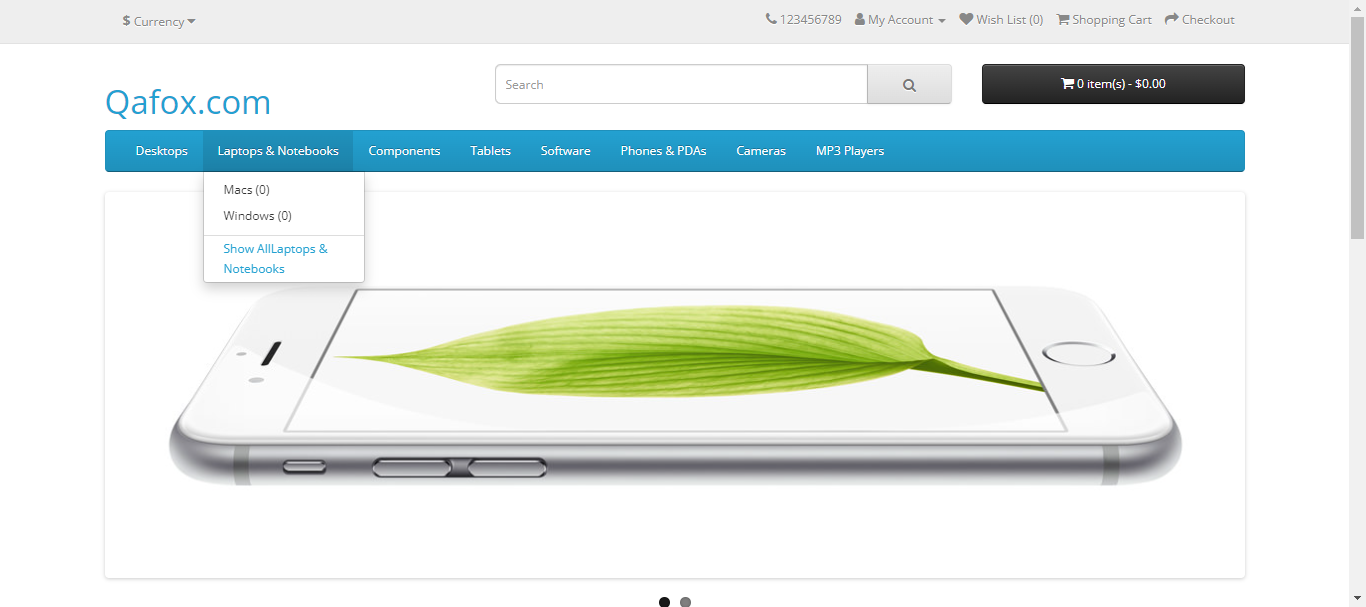 $ Currency
123456789 My Account Wish List (0) Shopping Cart Checkout
Qafox.com
Search
0 item(s) - $0.00
Desktops Laptops & Notebooks Components Tablets Software Phones & PDAs Cameras MP3 Players
Macs (0)
Windows (0)
Show AllLaptops &
Notebooks